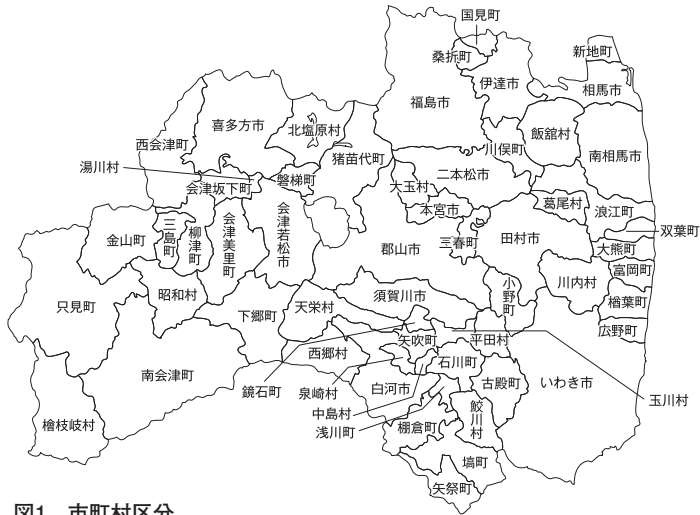 国見町
桑折町
新地町
伊達市
相馬市
福島市
喜多方市
北塩原村
飯舘村
西会津町
猪苗代町
川俣町
南相馬市
湯川村
磐梯町
二本松市
会津坂下町
大玉村
葛尾村
本宮市
浪江町
双葉町
三島町
柳津町
会津美里町
会津若松市
金山町
郡山市
三春町
田村市
大熊町
富岡町
川内村
只見町
昭和村
須賀川市
小野町
楢葉町
下郷町
天栄村
広野町
矢吹町
平田村
西郷村
石川町
南会津町
鏡石町
泉崎村
白河市
古殿町
いわき市
玉川村
中島村
浅川町
鮫川村
檜枝岐村
棚倉町
塙町
矢祭町
図1 市町村区分